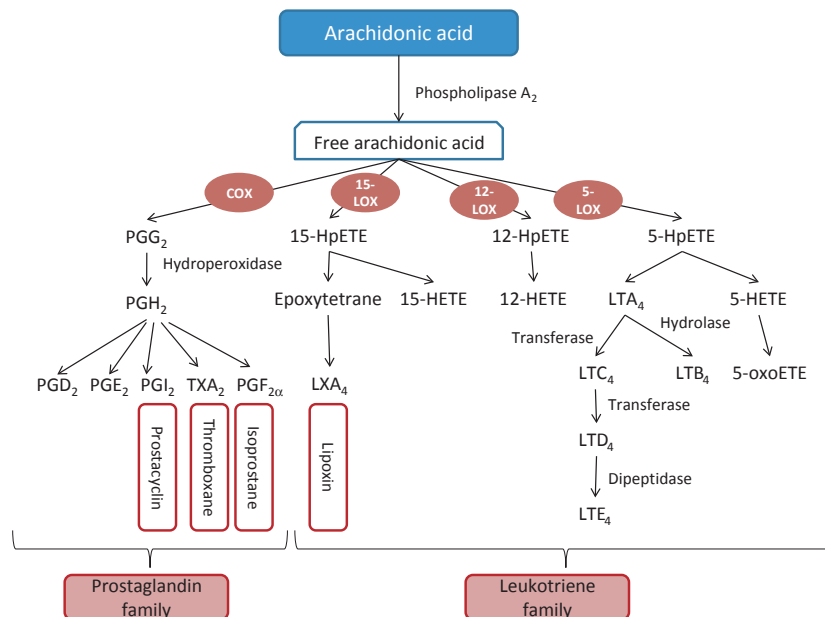 Arachidonic acid
Phospholipase A₂
Free arachidonic acid
COX
15-
LOX
12-
LOX
5-
LOX
PGG₂
15-HpETE
12-HpETE
5-HpETE
Hydroperoxidase
PGH₂
Epoxytetrane
15-HETE
12-HETE
LTA₄
5-HETE
Transferase
Hydrolase
PGD₂
PGE₂
PGI₂
TXA₂
PGF₂α
LXA₄
LTC₄
LTB₄
5-oxoETE
Prostacyclin
Thromboxane
Isoprostane
Lipoxin
Transferase
LTD₄
Dipeptidase
LTE₄
Prostaglandin
family
Leukotriene
family